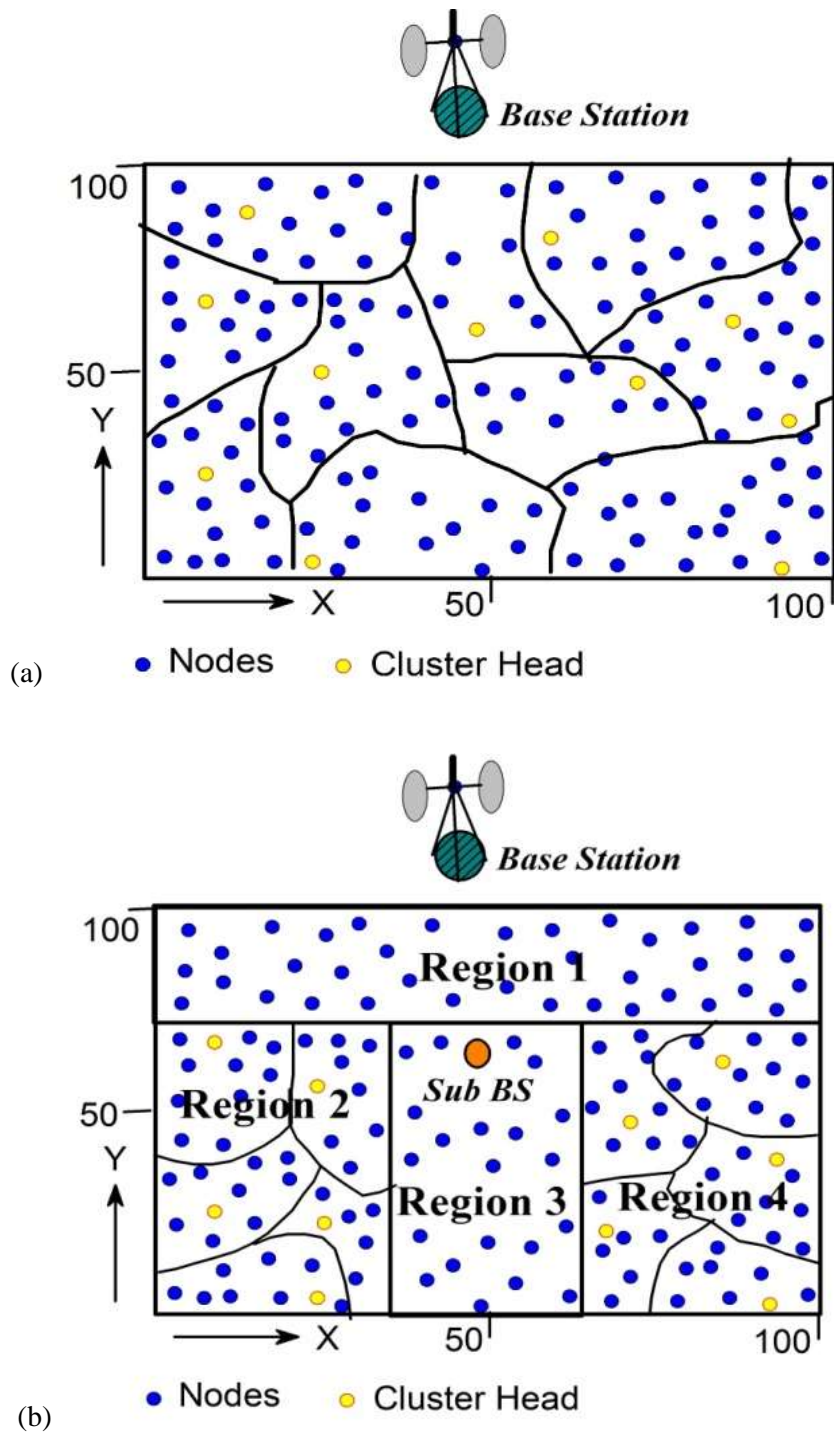 Base Station
100
50
Y
X
50
100
Nodes
Cluster Head
(a)
Base Station
100
Region 1
Sub BS
50
Region 2
Y
Region 3
Region 4
X
50
100
Nodes
Cluster Head
(b)